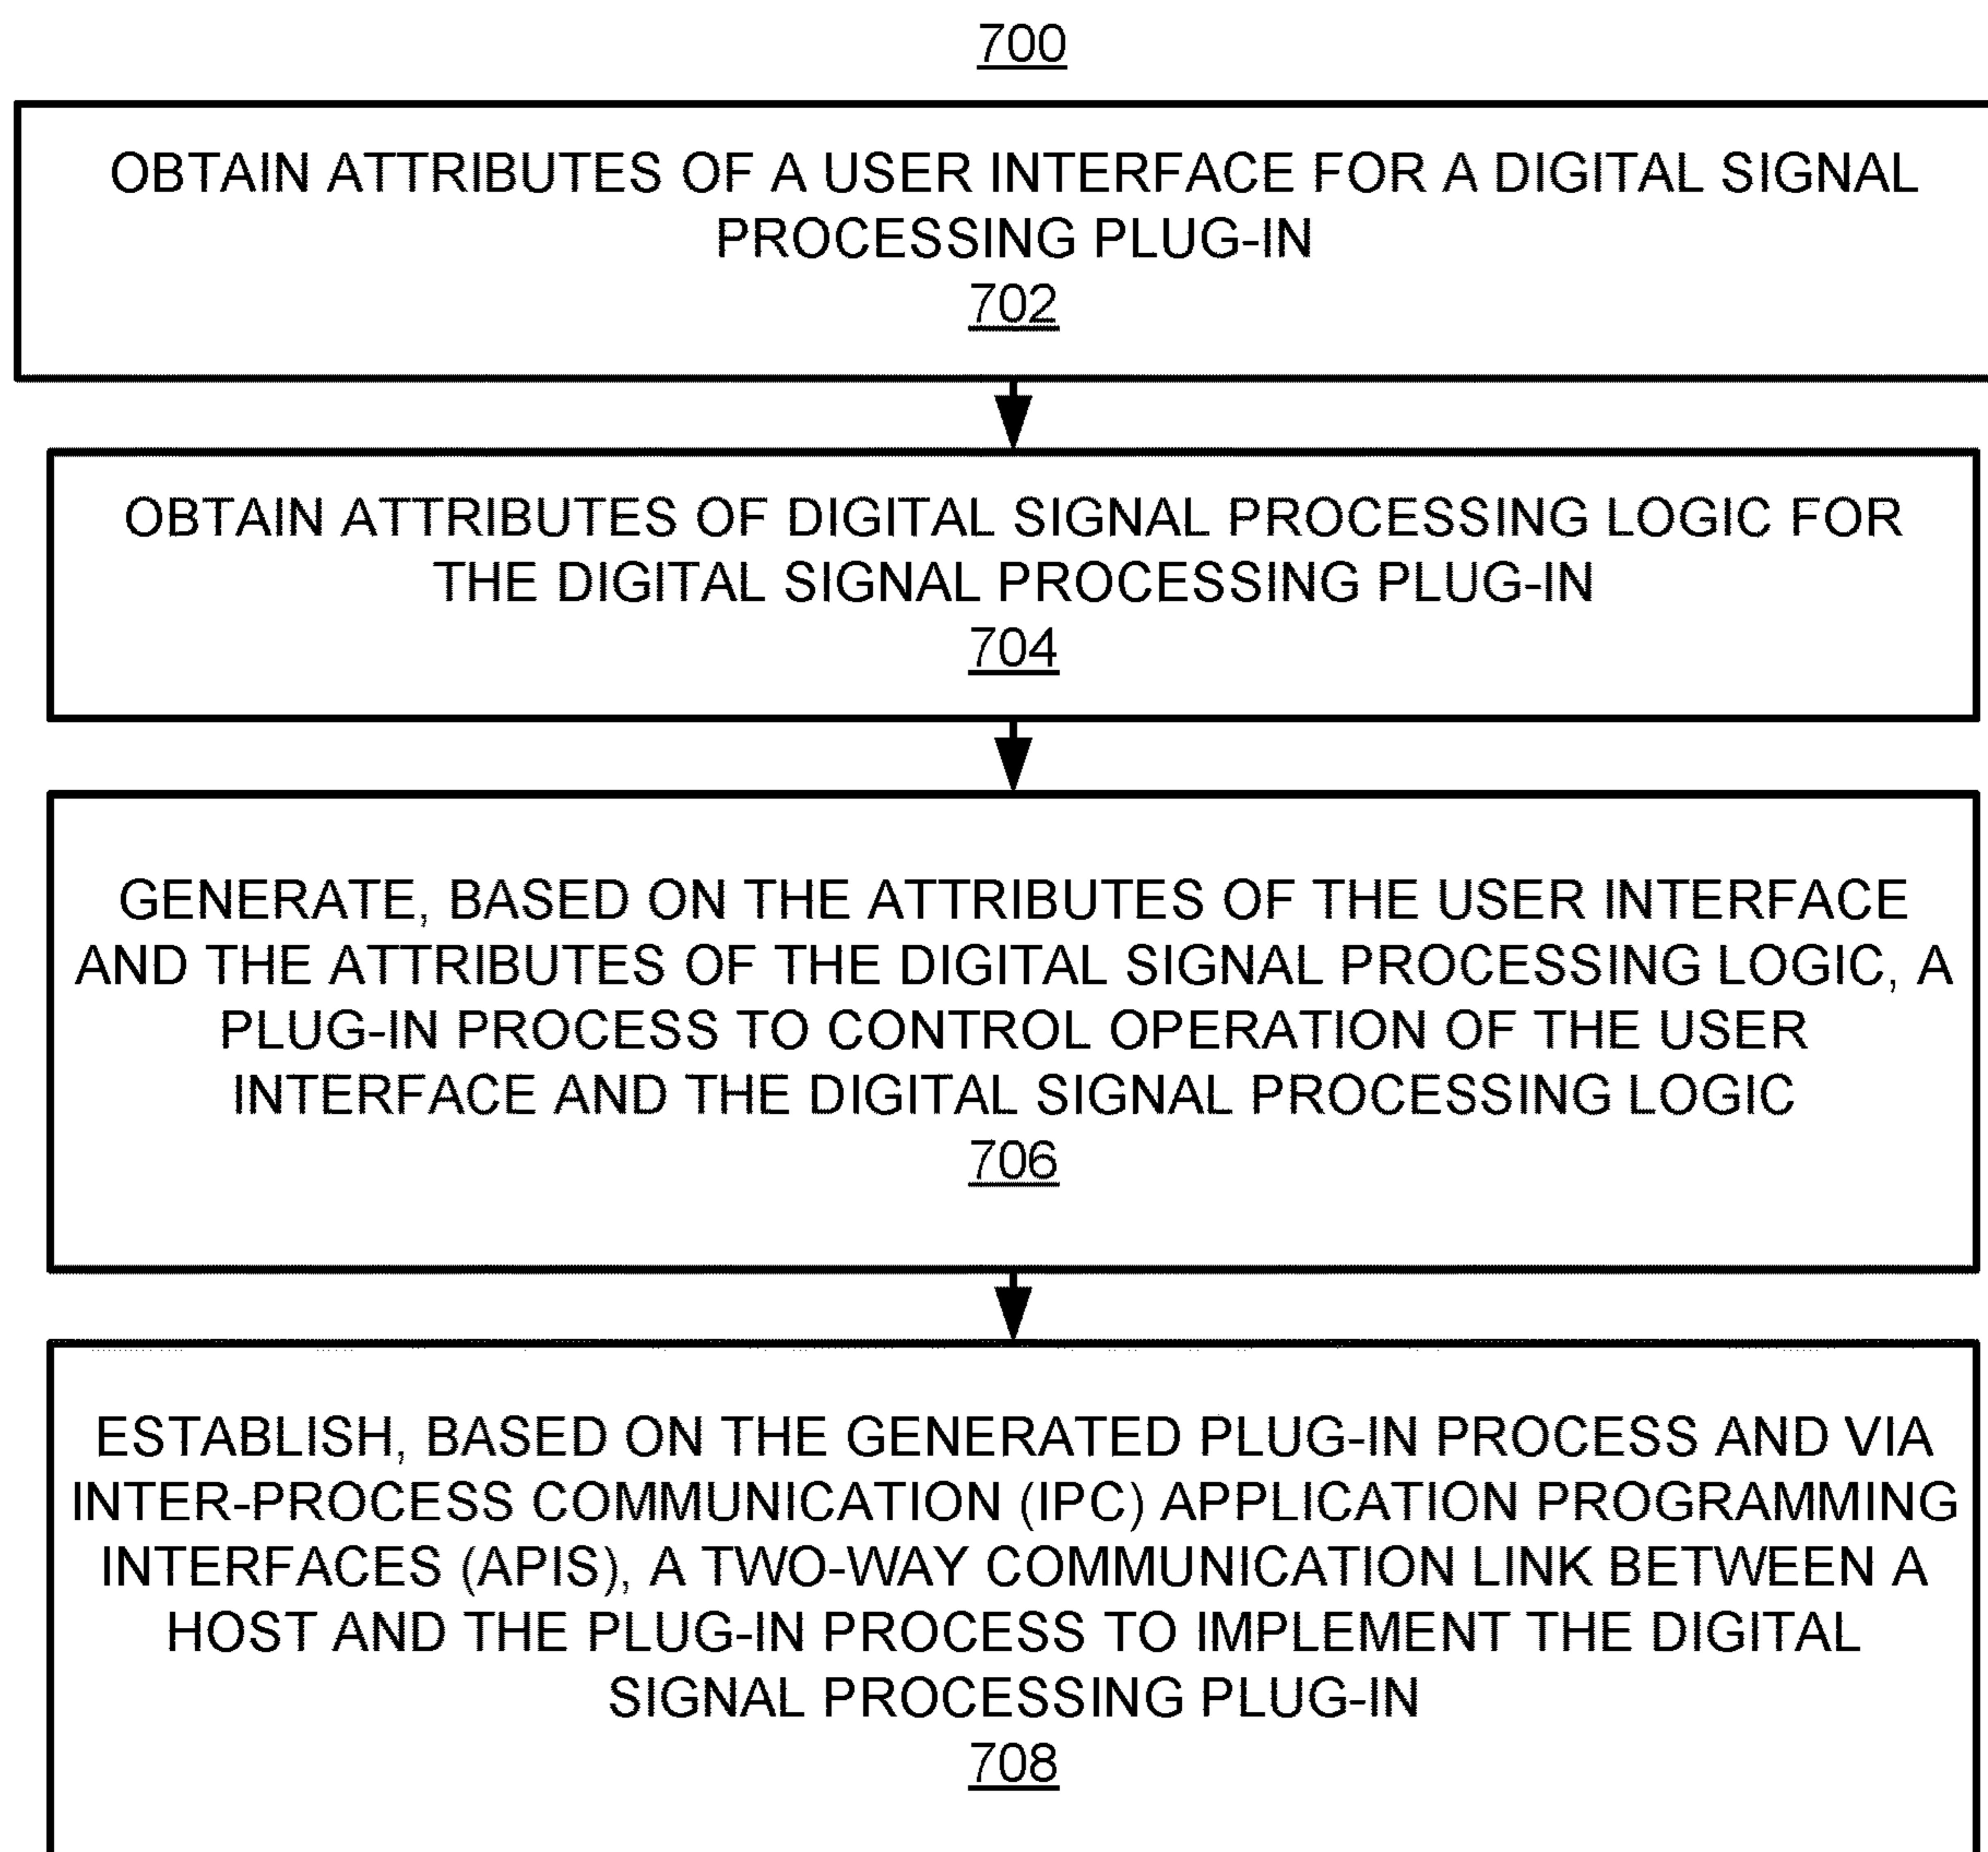 700
OBTAIN ATTRIBUTES OF A USER INTERFACE FOR A DIGITAL SIGNAL
PROCESSING PLUG-IN
702
OBTAIN ATTRIBUTES OF DIGITAL SIGNAL PROCESSING LOGIC FOR
THE DIGITAL SIGNAL PROCESSING PLUG-IN
704
GENERATE, BASED ON THE ATTRIBUTES OF THE USER INTERFACE
AND THE ATTRIBUTES OF THE DIGITAL SIGNAL PROCESSING LOGIC, A
PLUG-IN PROCESS TO CONTROL OPERATION OF THE USER
INTERFACE AND THE DIGITAL SIGNAL PROCESSING LOGIC
706
ESTABLISH, BASED ON THE GENERATED PLUG-IN PROCESS AND VIA
INTER-PROCESS COMMUNICATION (IPC) APPLICATION PROGRAMMING
INTERFACES (APIS), A TWO-WAY COMMUNICATION LINK BETWEEN A
HOST AND THE PLUG-IN PROCESS TO IMPLEMENT THE DIGITAL
SIGNAL PROCESSING PLUG-IN
708